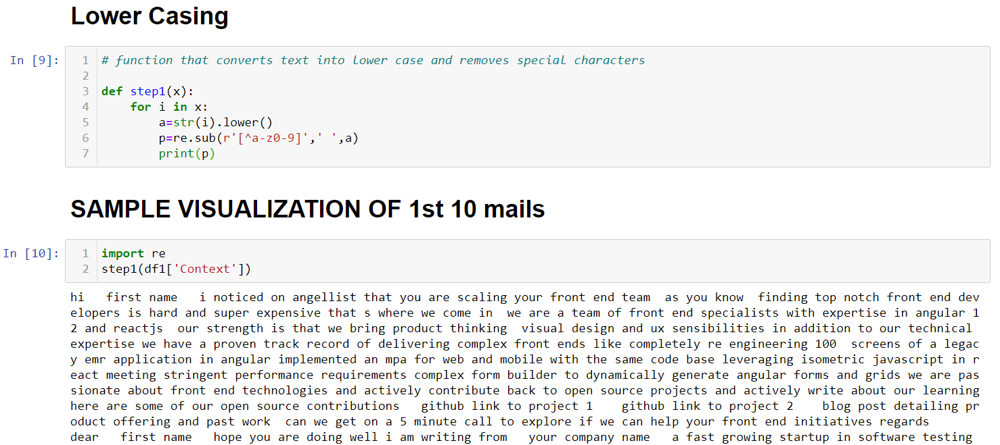 Lower Casing
In [9]:
1 # function that converts text into lower case and removes special characters
2
3 def step1(x):
4     for i in x:
5         a=str(i).lower()
6         p=re.sub(r'[^a-z0-9]',' ',a)
7         print(p)
SAMPLE VISUALIZATION OF 1st 10 mails
In [10]:
1 import re
2 step1(df1['Context'])
hi   first name   i noticed on angellist that you are scaling your front end team  as you know  finding top notch front end dev
elopers is hard and super expensive that s where we come in  we are a team of front end specialists with expertise in angular 1
2 and reactjs  our strength is that we bring product thinking  visual design and ux sensibilities in addition to our technical
expertise we have a proven track record of delivering complex front ends like completely re engineering 100  screens of a legac
y emr application in angular implemented an mpa for web and mobile with the same code base leveraging isometric javascript in r
eact meeting stringent performance requirements complex form builder to dynamically generate angular forms and grids we are pas
sionate about front end technologies and actively contribute back to open source projects and actively write about our learning
here are some of our open source contributions   github link to project 1    github link to project 2    blog post detailing pr
oduct offering and past work  can we get on a 5 minute call to explore if we can help your front end initiatives regards
dear   first name   hope you are doing well i am writing from   your company name   a fast growing startup in software testing